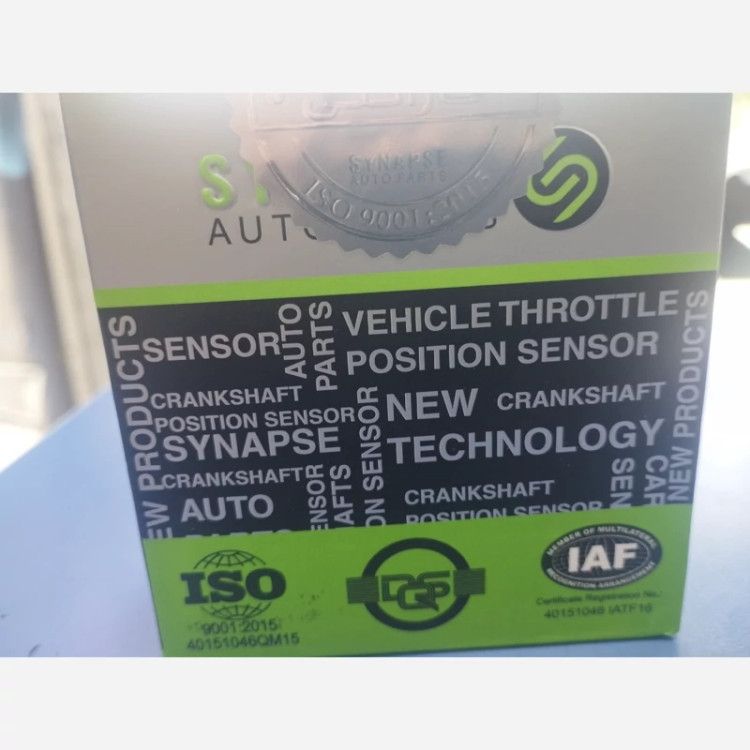 SYNAPSE
AUTO PARTS
ISO 9001:2015
AUTO
NEW PRODUCTS
SENSOR
AUTO
PARTS
VEHICLE THROTTLE
POSITION SENSOR
NEW PRODUCTS
CRANKSHAFT
POSITION SENSOR
SYNAPSE
CRANKSHAFT
AUTO
NEW
CRANKSHAFT
TECHNOLOGY
CRANKSHAFT
POSITION SENSOR
ISO
9001:2015
40151046QM15
DQS
MEMBER OF MULTILATERAL
IAF
RECOGNITION ARRANGEMENT
Certificate Registration No.:
40151046 IATF16